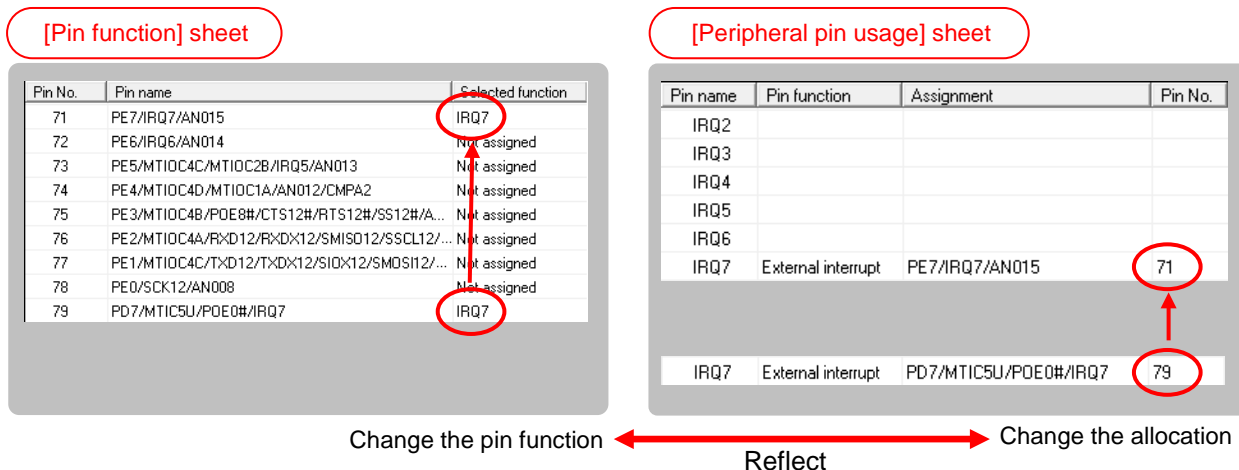 [Pin function] sheet
Pin No. Pin name Selected function
71 PE7/IRQ7/AN015 IRQ7
72 PE6/IRQ6/AN014 Not assigned
73 PE5/MTIOC4C/MTIOC2B/IRQ5/AN013 Not assigned
74 PE4/MTIOC4D/MTIOC1A/AN012/CMPA2 Not assigned
75 PE3/MTIOC4B/POE8#/CTS12#/RTS12#/SS12#/A... Not assigned
76 PE2/MTIOC4A/RXD12/RXDX12/SMISO12/SSCL12/... Not assigned
77 PE1/MTIOC4C/TXD12/TXDX12/SIOX12/SMOSI12/... Not assigned
78 PE0/SCK12/AN008 Not assigned
79 PD7/MTIC5U/POE0#/IRQ7 IRQ7
[Peripheral pin usage] sheet
Pin name Pin function Assignment Pin No.
IRQ2
IRQ3
IRQ4
IRQ5
IRQ6
IRQ7 External interrupt PE7/IRQ7/AN015 71
IRQ7 External interrupt PD7/MTIC5U/POE0#/IRQ7 79
Change the pin function
Change the allocation
Reflect